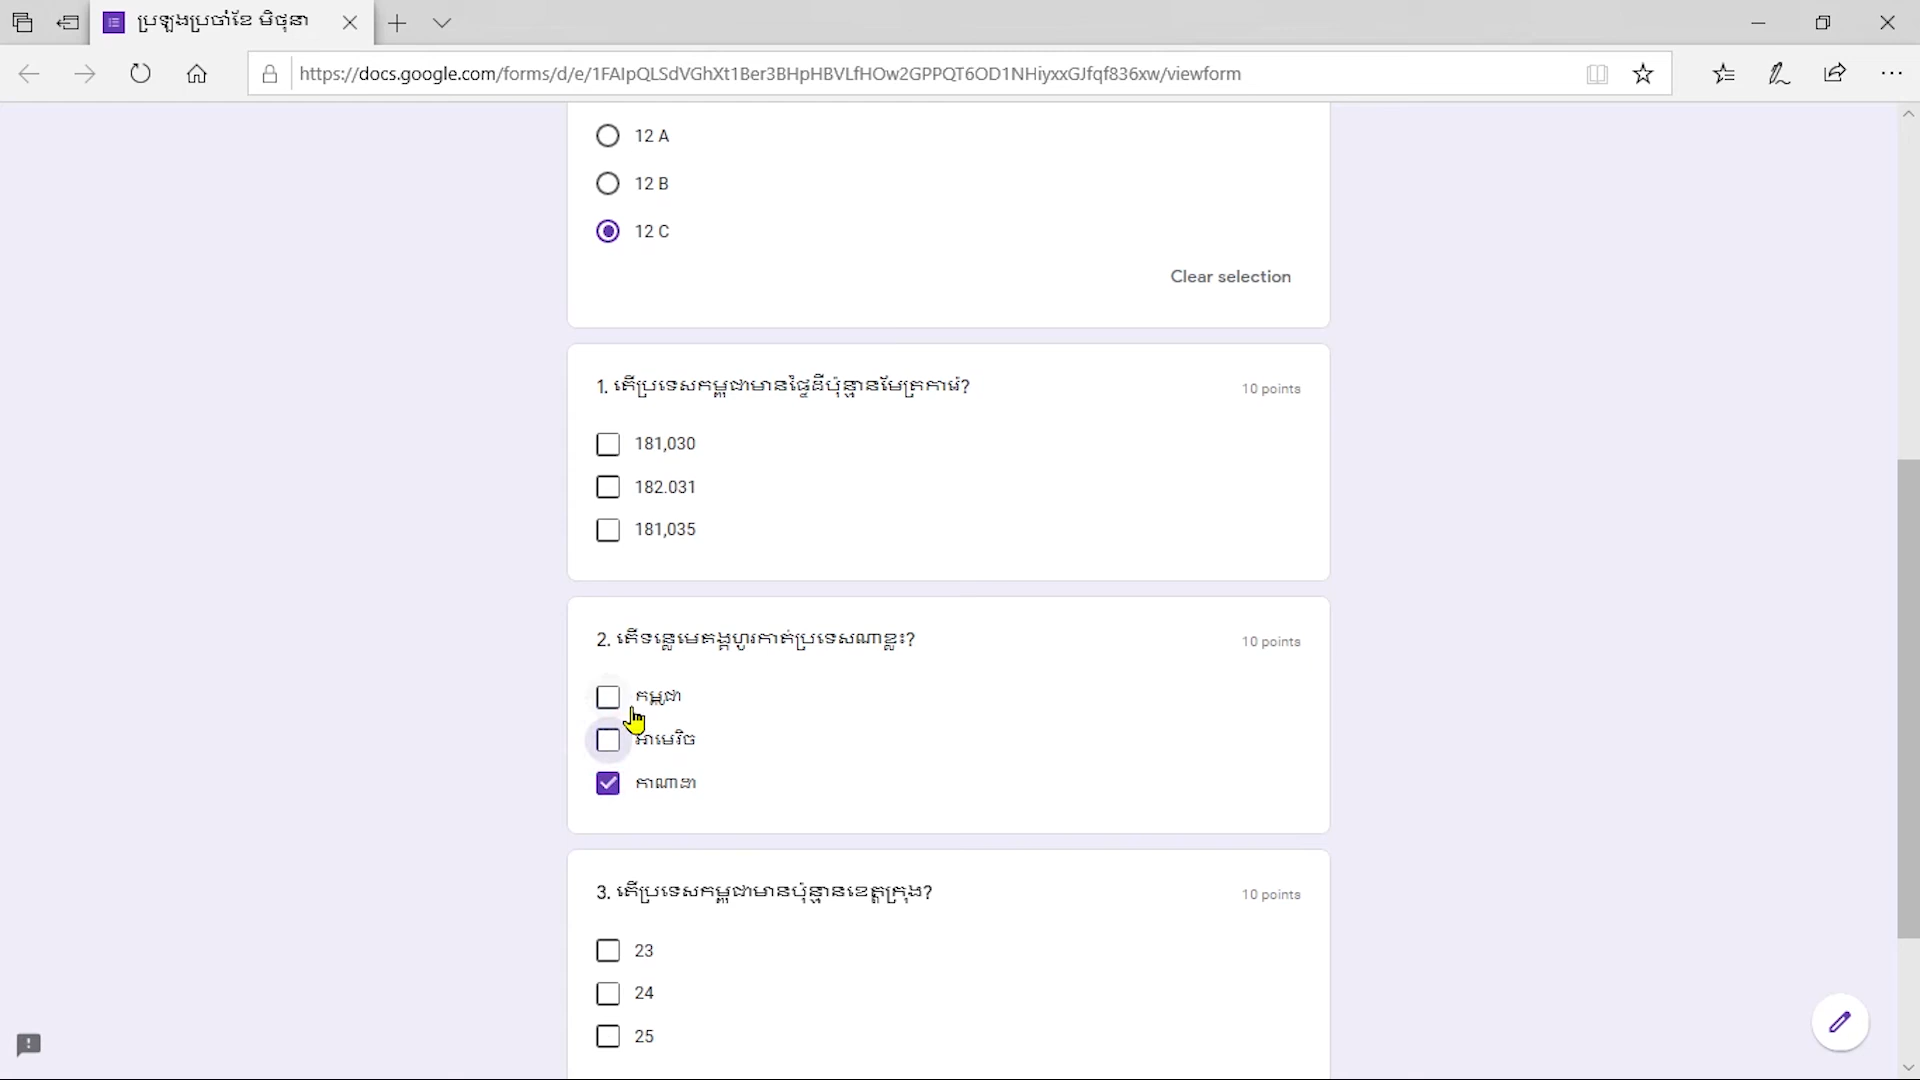 ប្រឡងប្រចាំខែ មិថុនា
https://docs.google.com/forms/d/e/1FAIpQLSdVGhXt1Ber3BHpHBVLfHOw2GPPQT6OD1NHiyxxGJfqf836xw/viewform
12 A
12 B
12 C
Clear selection
1. តើប្រទេសកម្ពុជាមានផ្ទៃដីប៉ុន្មានមែត្រការ៉េ?
10 points
181,030
182.031
181,035
2. តើទន្លេមេគង្គហូរកាត់ប្រទេសណាខ្លះ?
10 points
កម្ពុជា
អាមេរិច
កាណាដា
3. តើប្រទេសកម្ពុជាមានប៉ុន្មានខេត្តក្រុង?
10 points
23
24
25